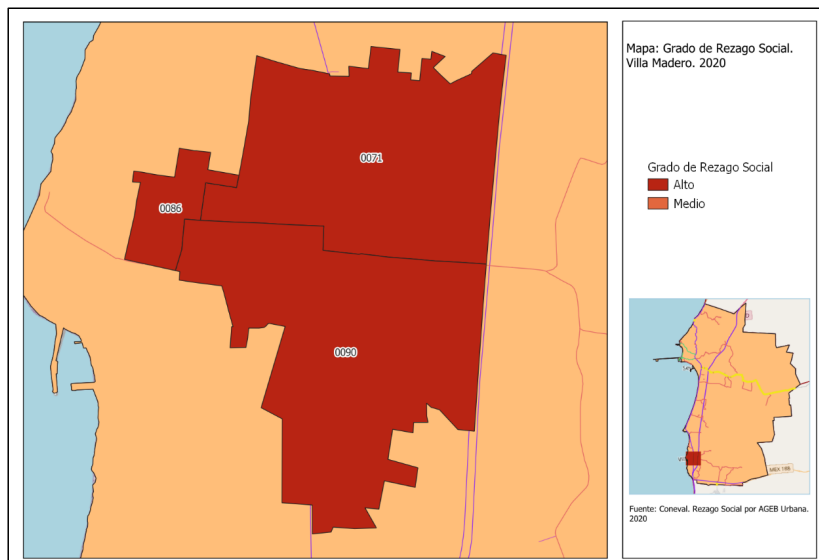 Mapa: Grado de Rezago Social.
Villa Madero. 2020
0071
0086
0090
Grado de Rezago Social
Alto
Medio
D
MEX 188
Fuente: Coneval. Rezago Social por AGEB Urbana.
2020